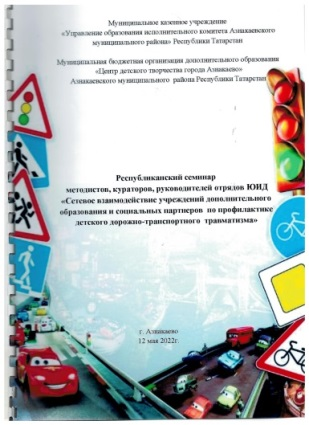 Муниципальное казенное учреждение
«Управление образования исполнительного комитета Азнакаевского
муниципального района» Республики Татарстан
Муниципальная бюджетная организация дополнительного образования
«Центр детского творчества города Азнакаево»
Азнакаевского муниципального района Республики Татарстан
Республиканский семинар
методистов, кураторов, руководителей отрядов ЮИД
«Сетевое взаимодействие учреждений дополнительного
образования и социальных партнеров по профилактике
детского дорожно-транспортного травматизма»
г. Азнакаево
12 мая 2022г.